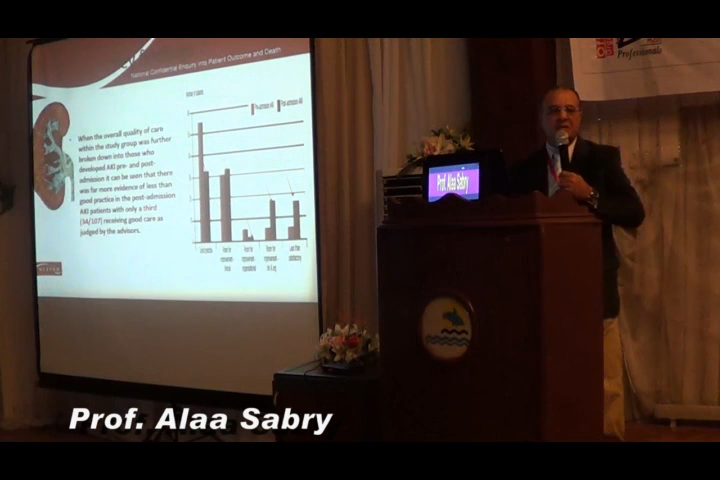 National Confidential Enquiry into Patient Outcome and Death
When the overall quality of care
within the study group was further
broken down into those who
developed AKI pre- and post-
admission it can be seen that there
was far more evidence of less than
good practice in the post-admission
AKI patients with only a third
(34/107) receiving good care as
judged by the advisors.
Professionals
Prof. Alaa Sabry
Prof. Alaa Sabry